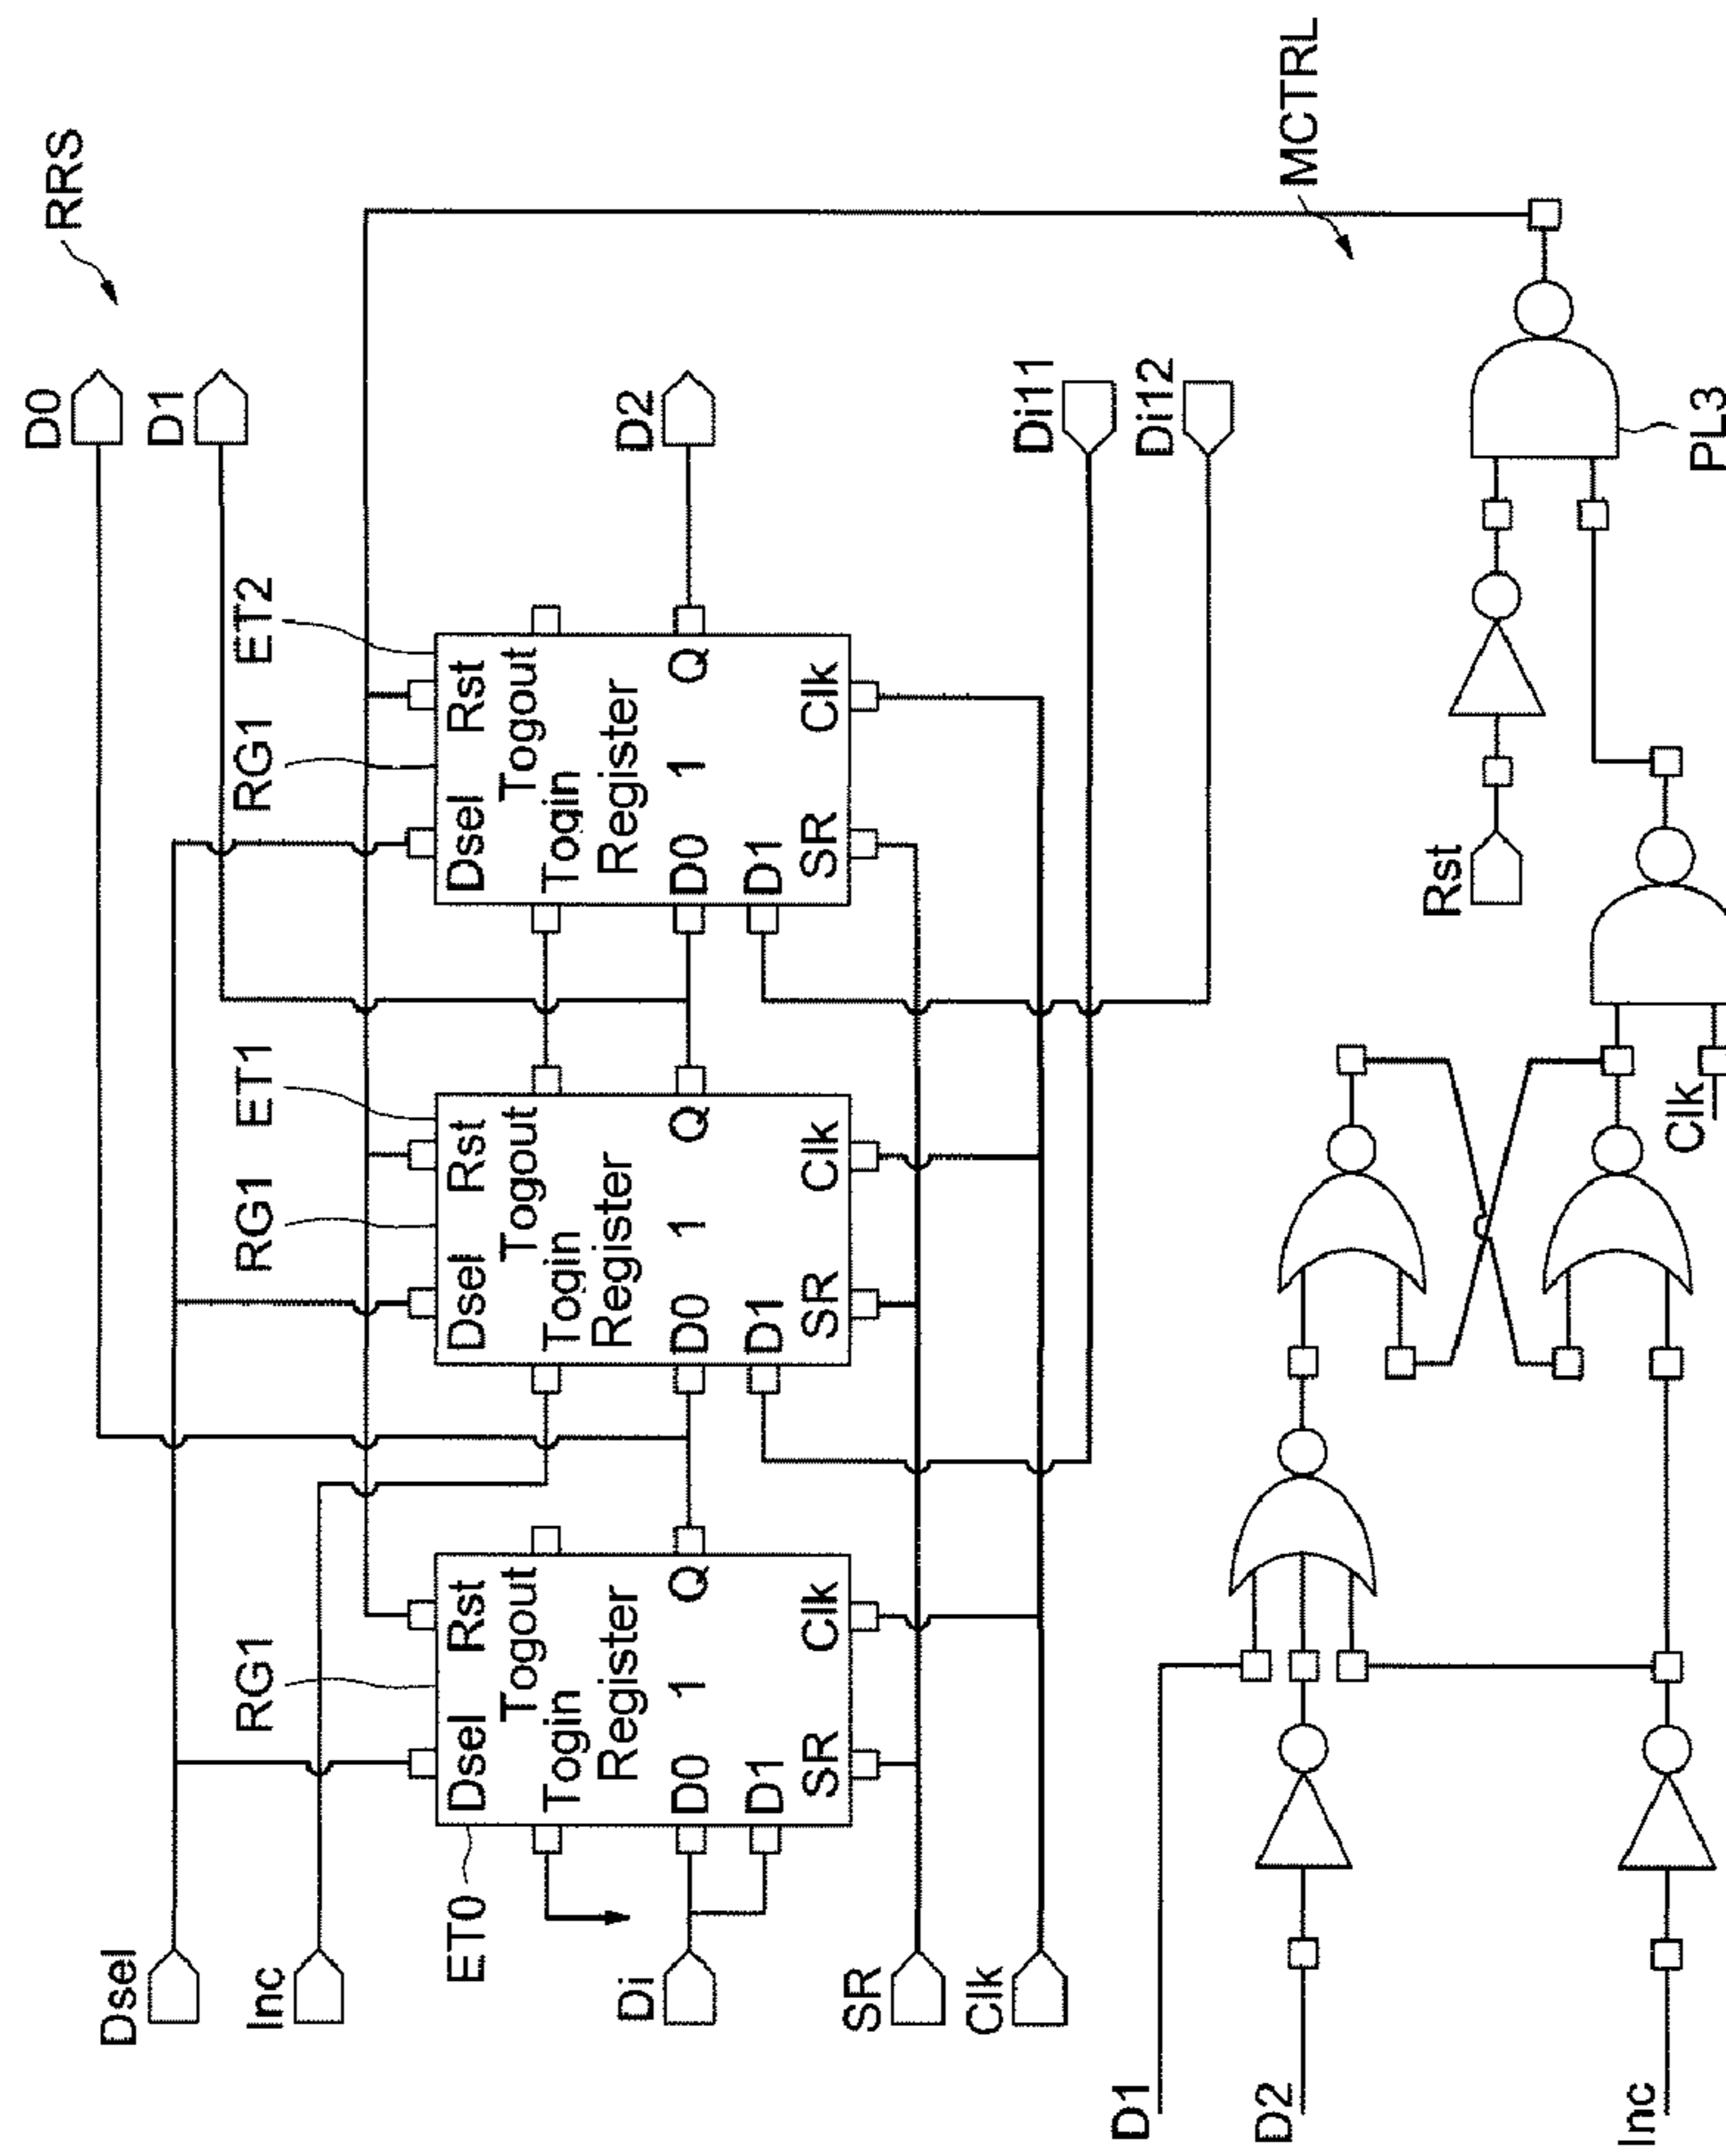 RRS
D0
D1
D2
Di11
Di12
MCTRL
ET2
RG1
Dsel Rst
Togout
Togin
Register
D0 1 Q
D1
SR Clk
ET1
RG1
Dsel Rst
Togout
Togin
Register
D0 1 Q
D1
SR Clk
RG1
Dsel Rst
Togout
Togin
Register
D0 1 Q
D1
SR Clk
ET0
Dsel
Inc
Di
SR
Clk
D1
D2
Inc
Rst
Clk
PL3